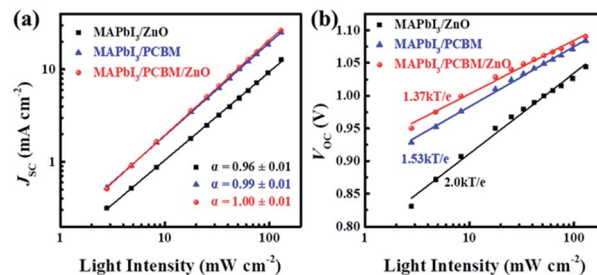 (a)
MAPbI3/ZnO
MAPbI3/PCBM
MAPbI3/PCBM/ZnO
JSC (mA cm-2)
10
1
α = 0.96 ± 0.01
α = 0.99 ± 0.01
α = 1.00 ± 0.01
1
10
100
Light Intensity (mW cm-2)
(b)
MAPbI3/ZnO
MAPbI3/PCBM
MAPbI3/PCBM/ZnO
VOC (V)
1.10
1.05
1.00
0.95
0.90
0.85
0.80
1.37kT/e
1.53kT/e
2.0kT/e
1
10
100
Light Intensity (mW cm-2)